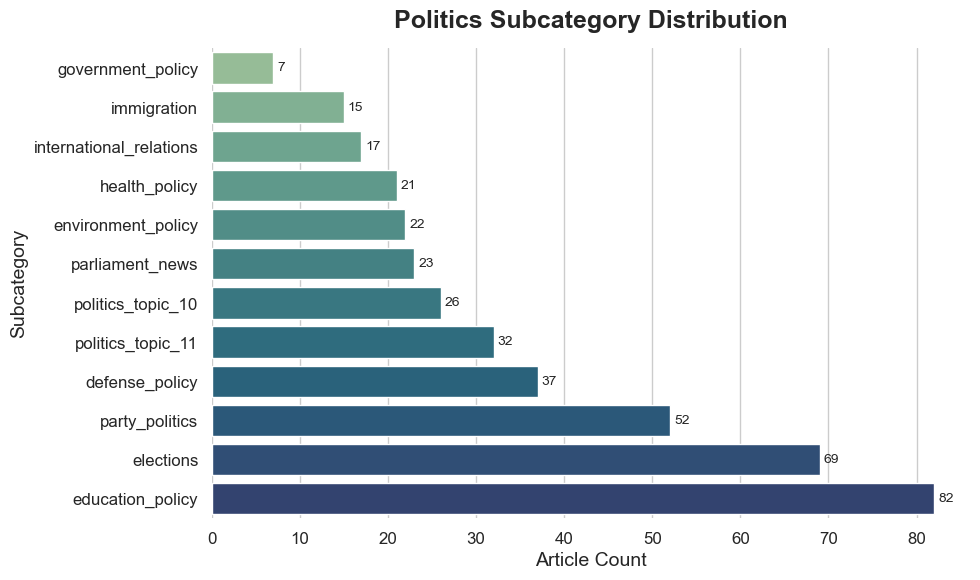 Politics Subcategory Distribution
Subcategory
government_policy 7
immigration 15
international_relations 17
health_policy 21
environment_policy 22
parliament_news 23
politics_topic_10 26
politics_topic_11 32
defense_policy 37
party_politics 52
elections 69
education_policy 82
0 10 20 30 40 50 60 70 80
Article Count